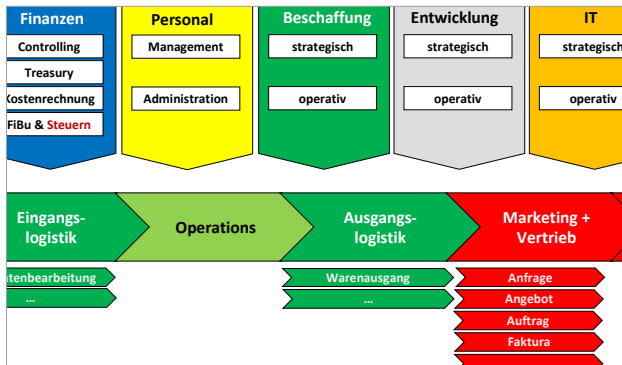 Finanzen
Personal
Beschaffung
Entwicklung
IT
Controlling
Management
strategisch
strategisch
strategisch
Treasury
Kostenrechnung
Administration
operativ
operativ
operativ
FiBu & Steuern
Eingangs-
logistik
Operations
Ausgangs-
logistik
Marketing +
Vertrieb
tenbearbeitung
...
Warenausgang
...
Anfrage
Angebot
Auftrag
Faktura